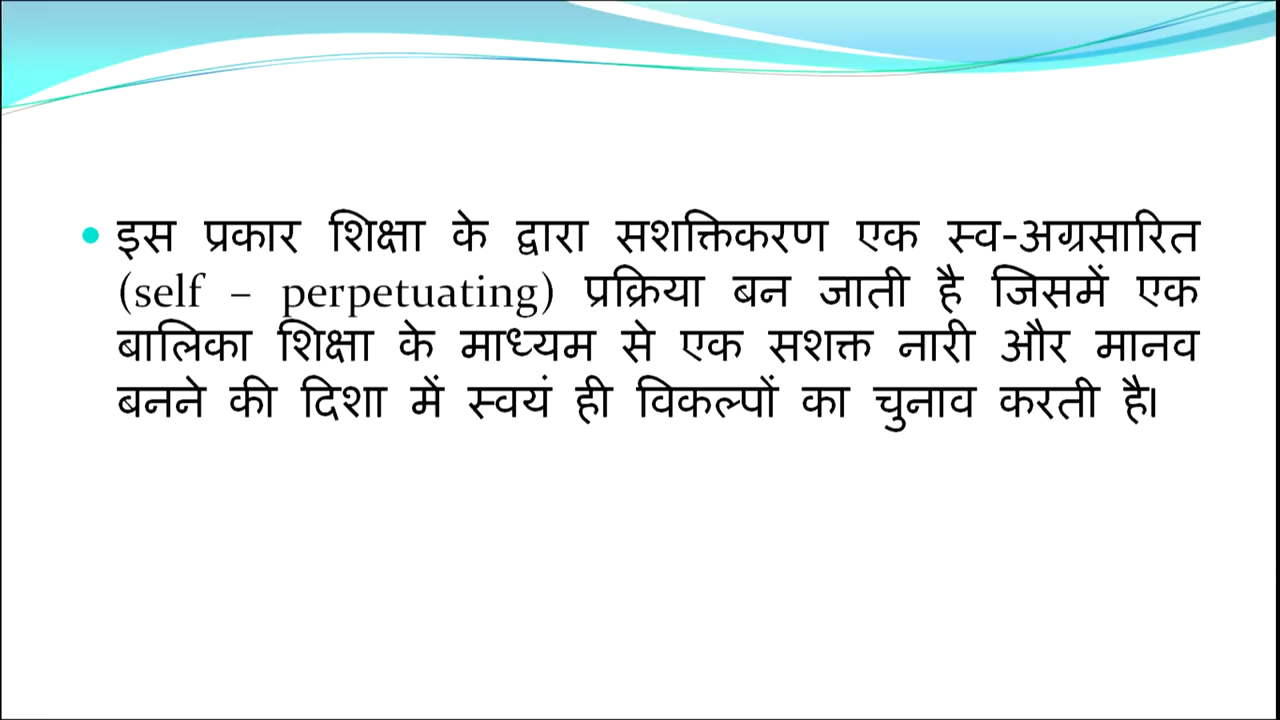 इस प्रकार शिक्षा के द्वारा सशक्तिकरण एक स्व-अग्रसारित
(self – perpetuating) प्रक्रिया बन जाती है जिसमें एक
बालिका शिक्षा के माध्यम से एक सशक्त नारी और मानव
बनने की दिशा में स्वयं ही विकल्पों का चुनाव करती है।